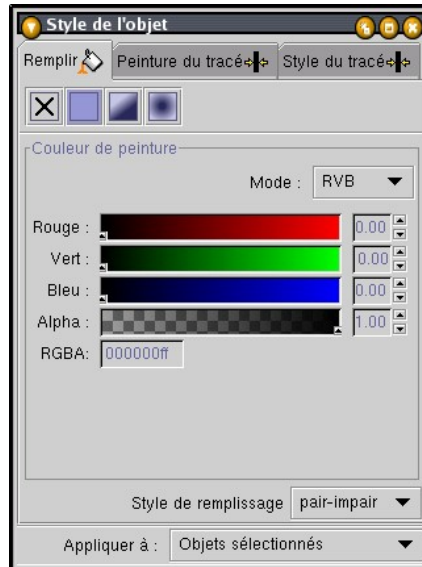 Style de l'objet
Remplir Peinture du tracé Style du tracé
Couleur de peinture
Mode : RVB
Rouge : 0.00
Vert : 0.00
Bleu : 0.00
Alpha : 1.00
RGBA: 000000ff
Style de remplissage pair-impair
Appliquer à : Objets sélectionnés